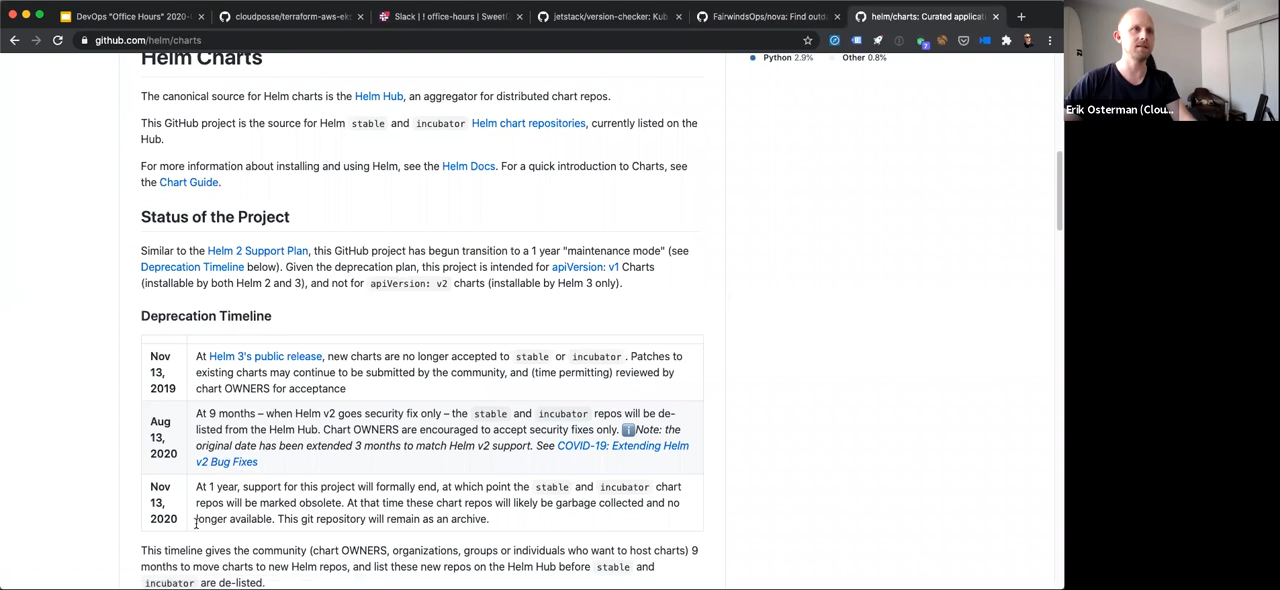 DevOps "Office Hours" 2020-
cloudposse/terraform-aws-eks
Slack | ! office-hours | SweetO
jetstack/version-checker: Kub
FairwindsOps/nova: Find outd
helm/charts: Curated applicati
github.com/helm/charts
7
Helm Charts
Python 2.9%
Other 0.8%
Erik Osterman (Clou...
The canonical source for Helm charts is the Helm Hub, an aggregator for distributed chart repos.
This GitHub project is the source for Helm stable and incubator Helm chart repositories, currently listed on the
Hub.
For more information about installing and using Helm, see the Helm Docs. For a quick introduction to Charts, see
the Chart Guide.
Status of the Project
Similar to the Helm 2 Support Plan, this GitHub project has begun transition to a 1 year "maintenance mode" (see
Deprecation Timeline below). Given the deprecation plan, this project is intended for apiVersion: v1 Charts
(installable by both Helm 2 and 3), and not for apiVersion: v2 charts (installable by Helm 3 only).
Deprecation Timeline
Nov
13,
2019
At Helm 3's public release, new charts are no longer accepted to stable or incubator . Patches to
existing charts may continue to be submitted by the community, and (time permitting) reviewed by
chart OWNERS for acceptance
Aug
13,
2020
At 9 months – when Helm v2 goes security fix only – the stable and incubator repos will be de-
listed from the Helm Hub. Chart OWNERS are encouraged to accept security fixes only. ℹ️Note: the
original date has been extended 3 months to match Helm v2 support. See COVID-19: Extending Helm
v2 Bug Fixes
Nov
13,
2020
At 1 year, support for this project will formally end, at which point the stable and incubator chart
repos will be marked obsolete. At that time these chart repos will likely be garbage collected and no
longer available. This git repository will remain as an archive.
This timeline gives the community (chart OWNERS, organizations, groups or individuals who want to host charts) 9
months to move charts to new Helm repos, and list these new repos on the Helm Hub before stable and
incubator are de-listed.